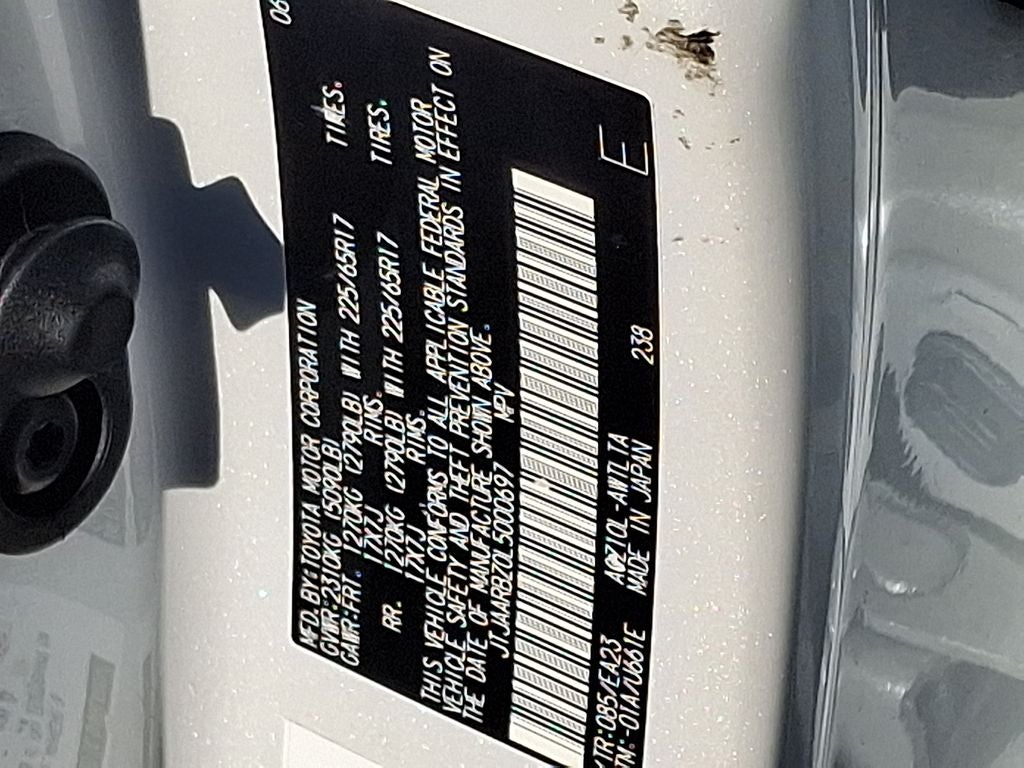 06
MFD. BY: TOYOTA MOTOR CORPORATION
GVWR: 2310KG (5090LB)
GAWR: FRT. 1270KG (2790LB) WITH 225/65R17 TIRES.
17X7J RIMS.
RR. 1270KG (2790LB) WITH 225/65R17 TIRES.
17X7J RIMS.
THIS VEHICLE CONFORMS TO ALL APPLICABLE FEDERAL MOTOR
VEHICLE SAFETY AND THEFT PREVENTION STANDARDS IN EFFECT ON
THE DATE OF MANUFACTURE SHOWN ABOVE.
JTJAARBZ0L5000697 MPV
/TR:085/EA23 AGZ10L-AWTLTA 238
TM:-01A/U661E MADE IN JAPAN E